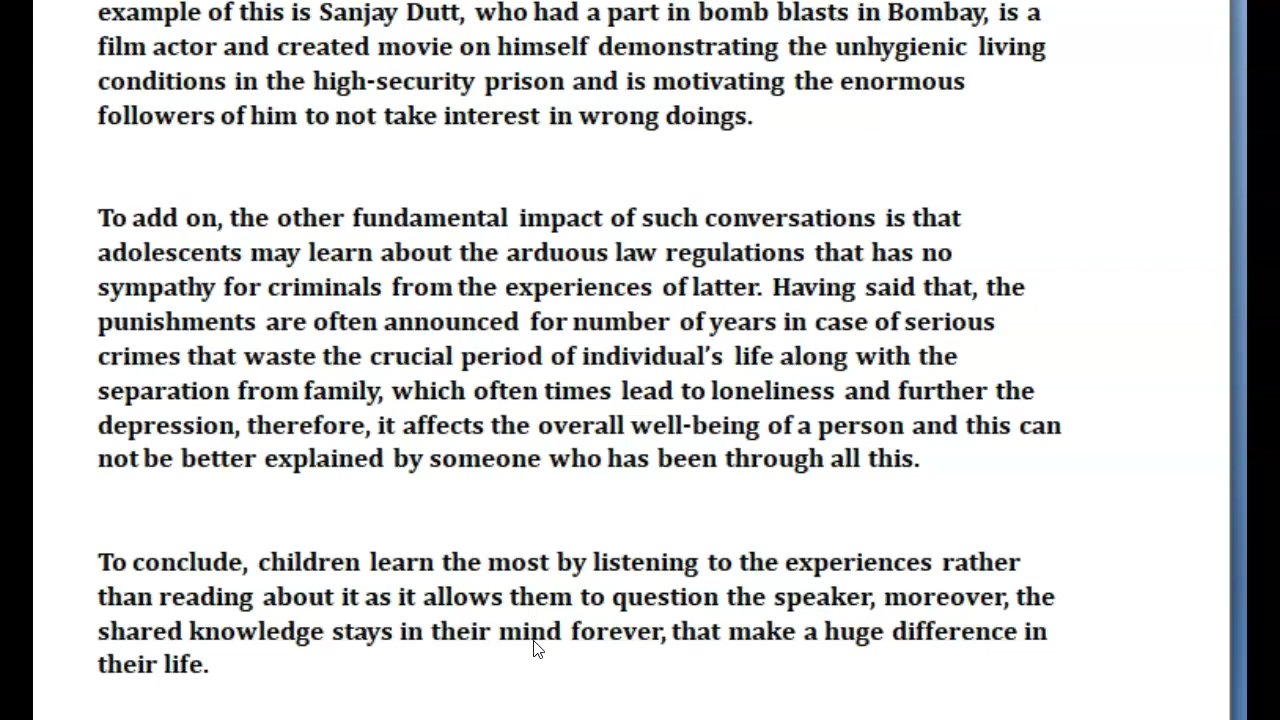 example of this is Sanjay Dutt, who had a part in bomb blasts in Bombay, is a
film actor and created movie on himself demonstrating the unhygienic living
conditions in the high-security prison and is motivating the enormous
followers of him to not take interest in wrong doings.
To add on, the other fundamental impact of such conversations is that
adolescents may learn about the arduous law regulations that has no
sympathy for criminals from the experiences of latter. Having said that, the
punishments are often announced for number of years in case of serious
crimes that waste the crucial period of individual's life along with the
separation from family, which often times lead to loneliness and further the
depression, therefore, it affects the overall well-being of a person and this can
not be better explained by someone who has been through all this.
To conclude, children learn the most by listening to the experiences rather
than reading about it as it allows them to question the speaker, moreover, the
shared knowledge stays in their mind forever, that make a huge difference in
their life.